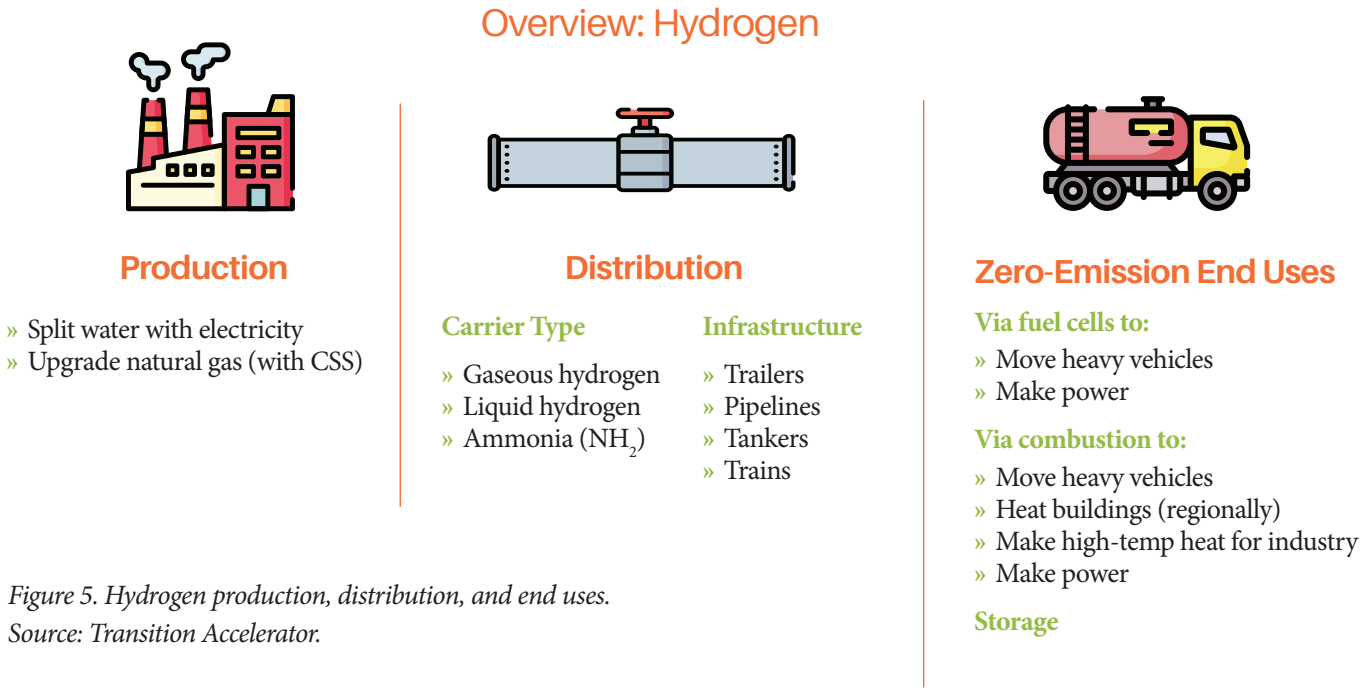 Overview: Hydrogen
Production
» Split water with electricity
» Upgrade natural gas (with CSS)
Distribution
Carrier Type
» Gaseous hydrogen
» Liquid hydrogen
» Ammonia (NH₂)
Infrastructure
» Trailers
» Pipelines
» Tankers
» Trains
Zero-Emission End Uses
Via fuel cells to:
» Move heavy vehicles
» Make power
Via combustion to:
» Move heavy vehicles
» Heat buildings (regionally)
» Make high-temp heat for industry
» Make power
Storage
Figure 5. Hydrogen production, distribution, and end uses.
Source: Transition Accelerator.